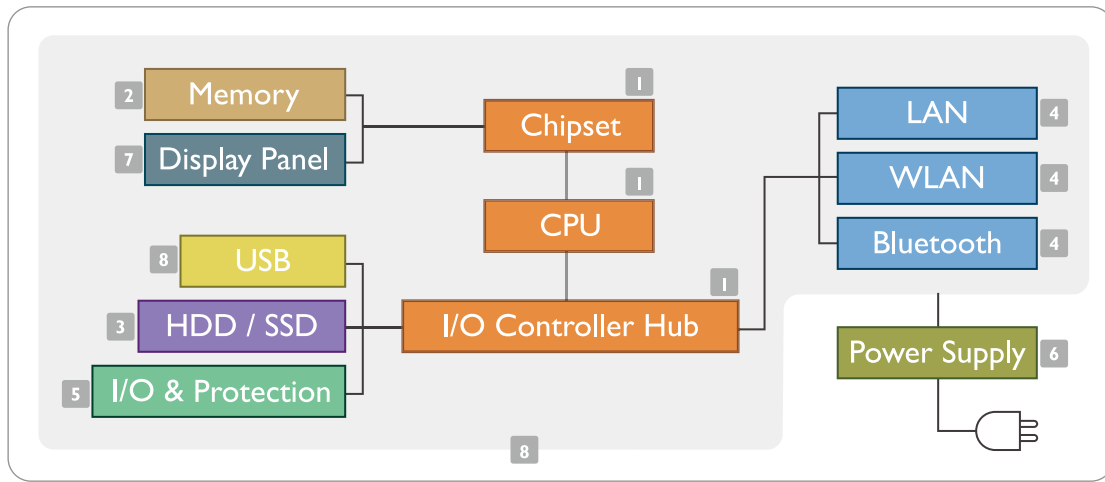 1
2 Memory
Chipset
LAN 4
7 Display Panel
1
WLAN 4
CPU
8 USB
Bluetooth 4
1
3 HDD / SSD
I/O Controller Hub
Power Supply 6
5 I/O & Protection
8